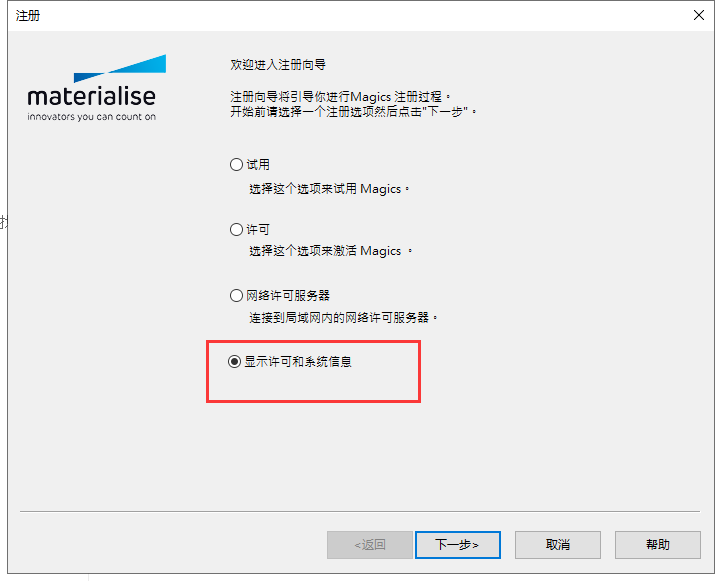 注册
materialise
innovators you can count on
欢迎进入注册向导
注册向导将引导你进行Magics 注册过程。
开始前请选择一个注册选项然后点击"下一步"。
试用
选择这个选项来试用 Magics。
许可
选择这个选项来激活 Magics 。
网络许可服务器
连接到局域网内的网络许可服务器。
显示许可和系统信息
<返回
下一步>
取消
帮助